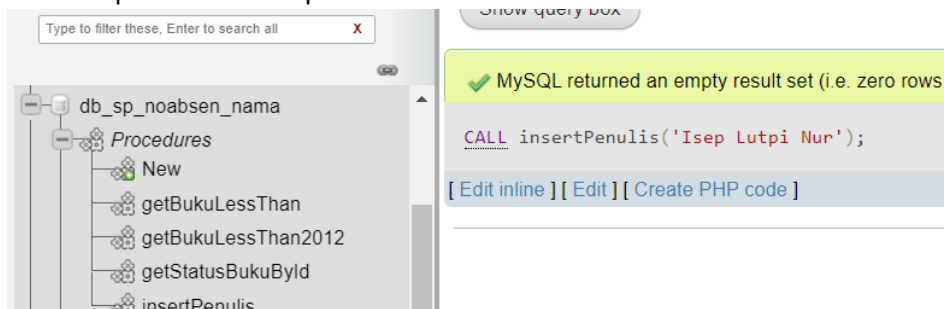 Type to filter these, Enter to search all X
db_sp_noabsen_nama
Procedures
New
getBukuLessThan
getBukuLessThan2012
getStatusBukuById
insertPenulis
Show query box
MySQL returned an empty result set (i.e. zero rows
CALL insertPenulis('Isep Lutpi Nur');
[ Edit inline ] [ Edit ] [ Create PHP code ]